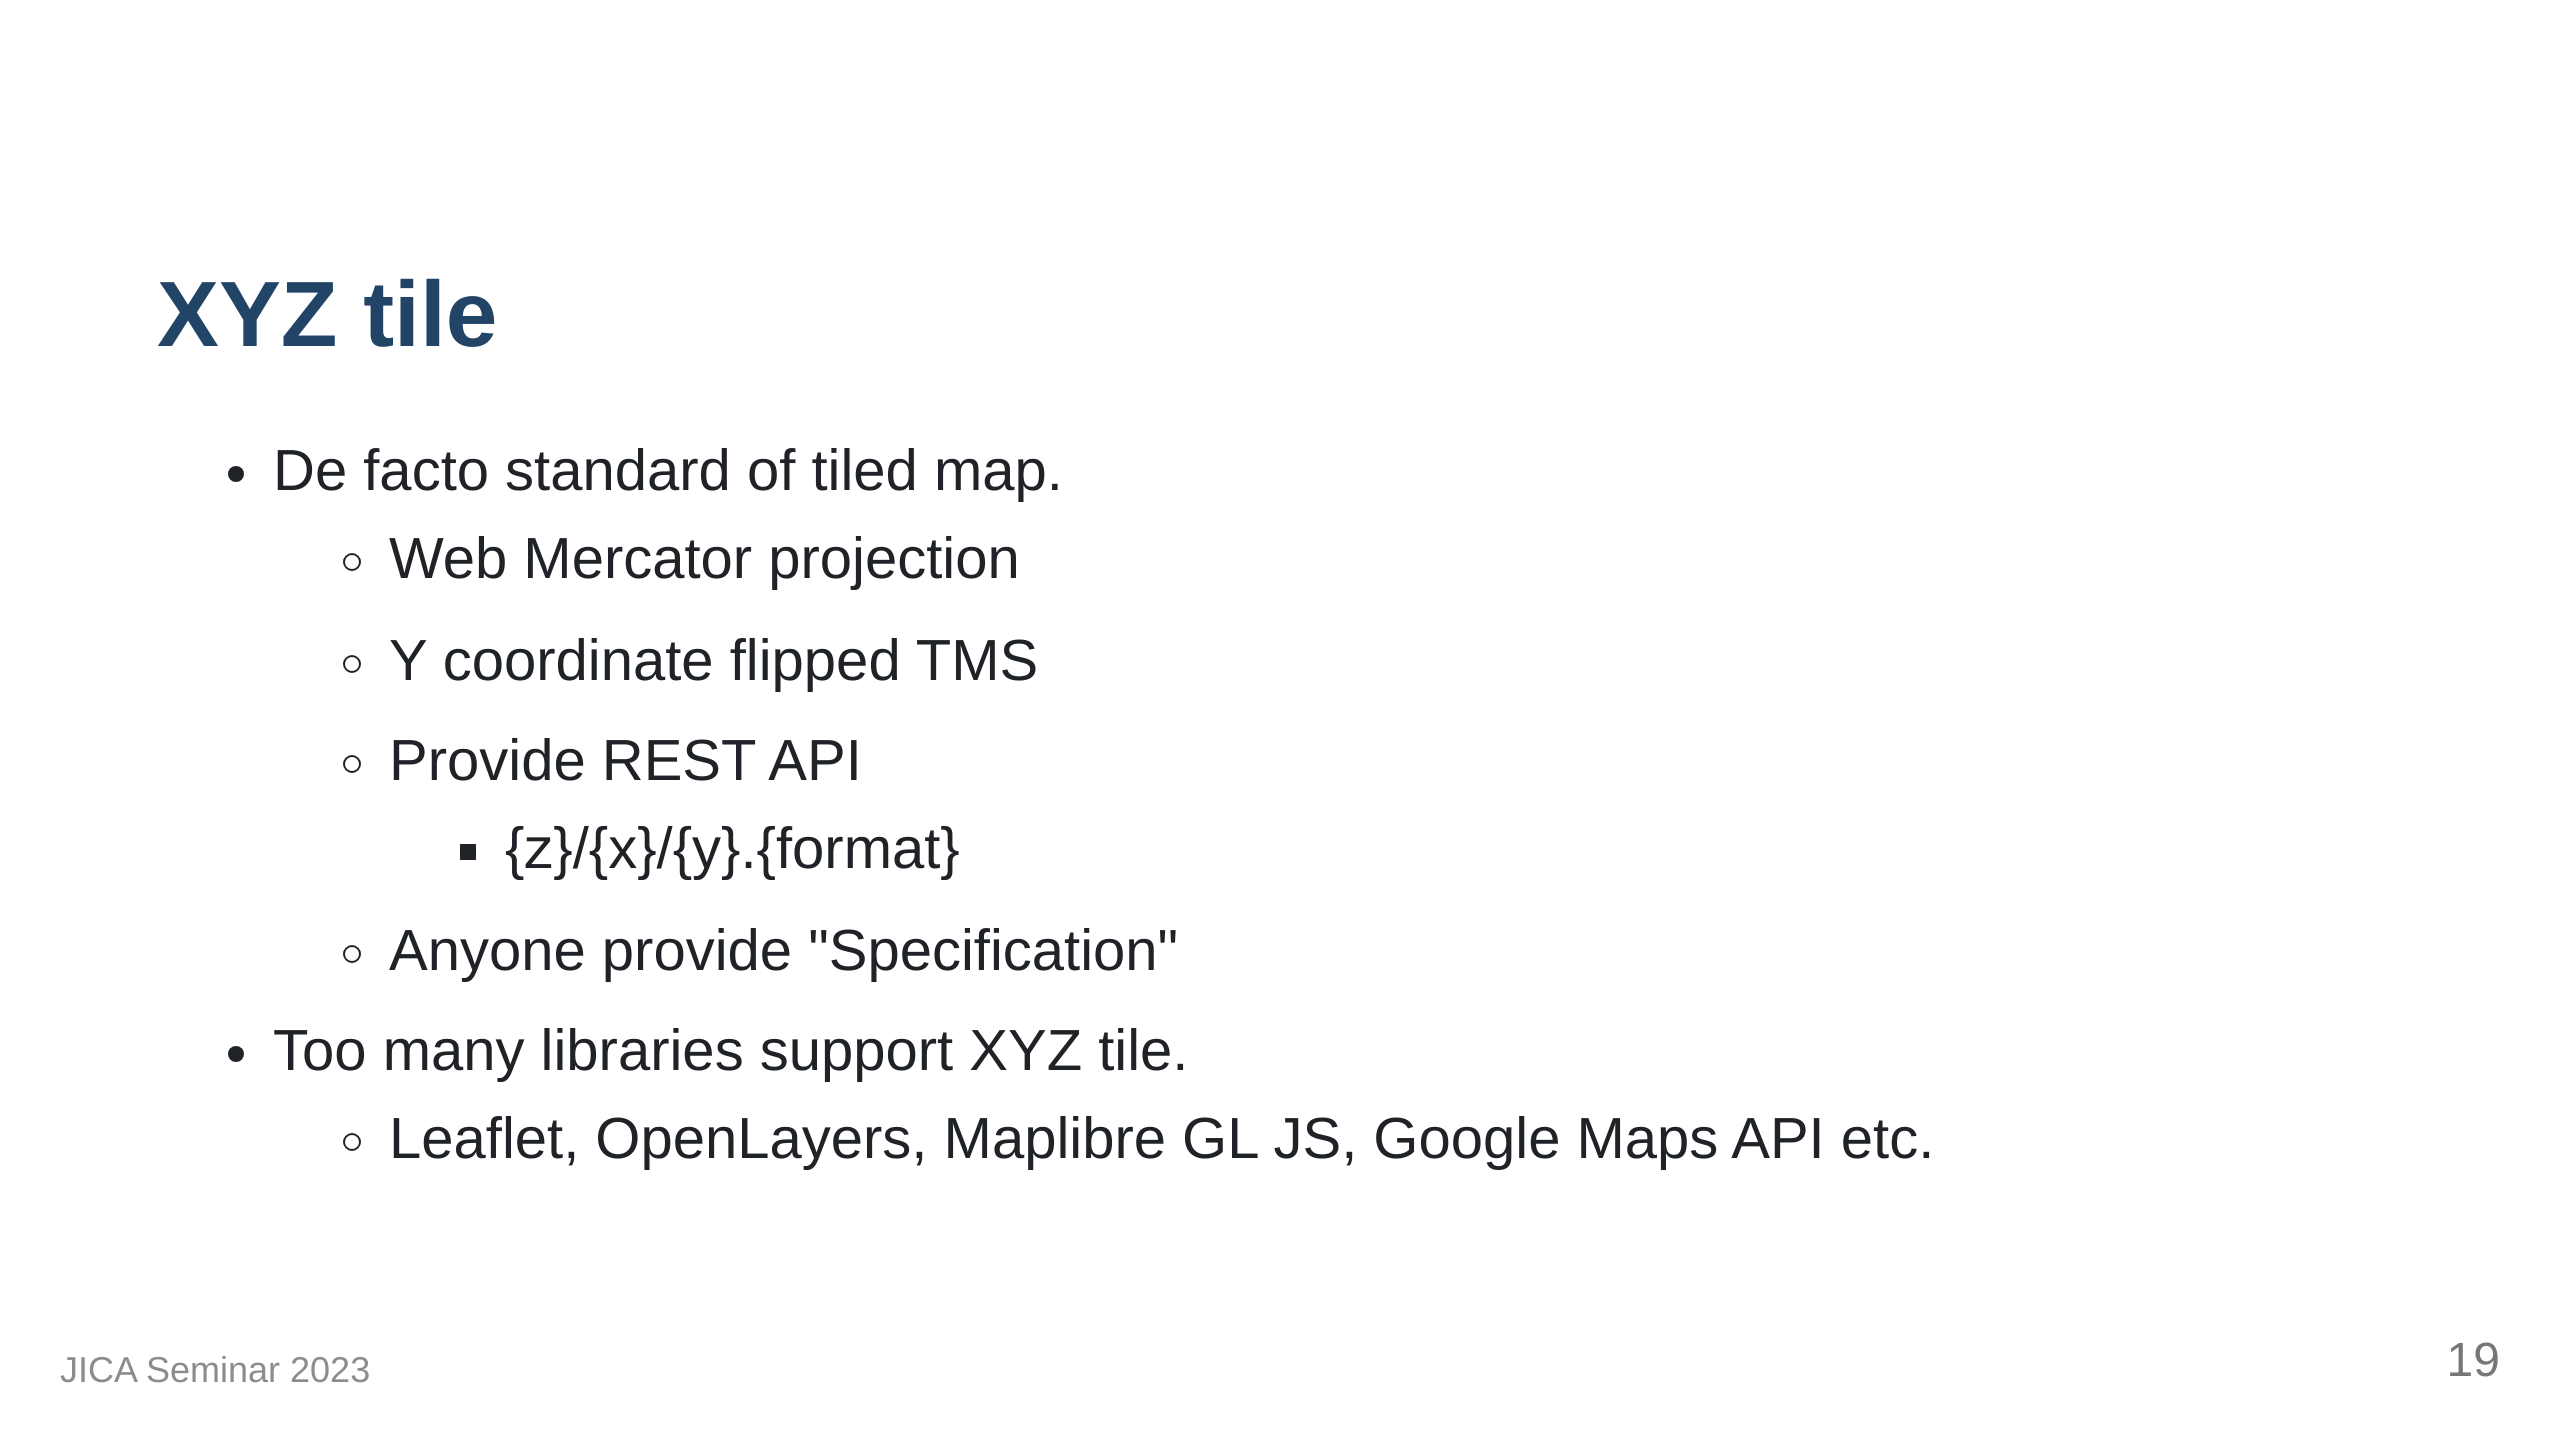 XYZ tile
De facto standard of tiled map.
Web Mercator projection
Y coordinate flipped TMS
Provide REST API
{z}/{x}/{y}.{format}
Anyone provide "Specification"
Too many libraries support XYZ tile.
Leaflet, OpenLayers, Maplibre GL JS, Google Maps API etc.
JICA Seminar 2023
19